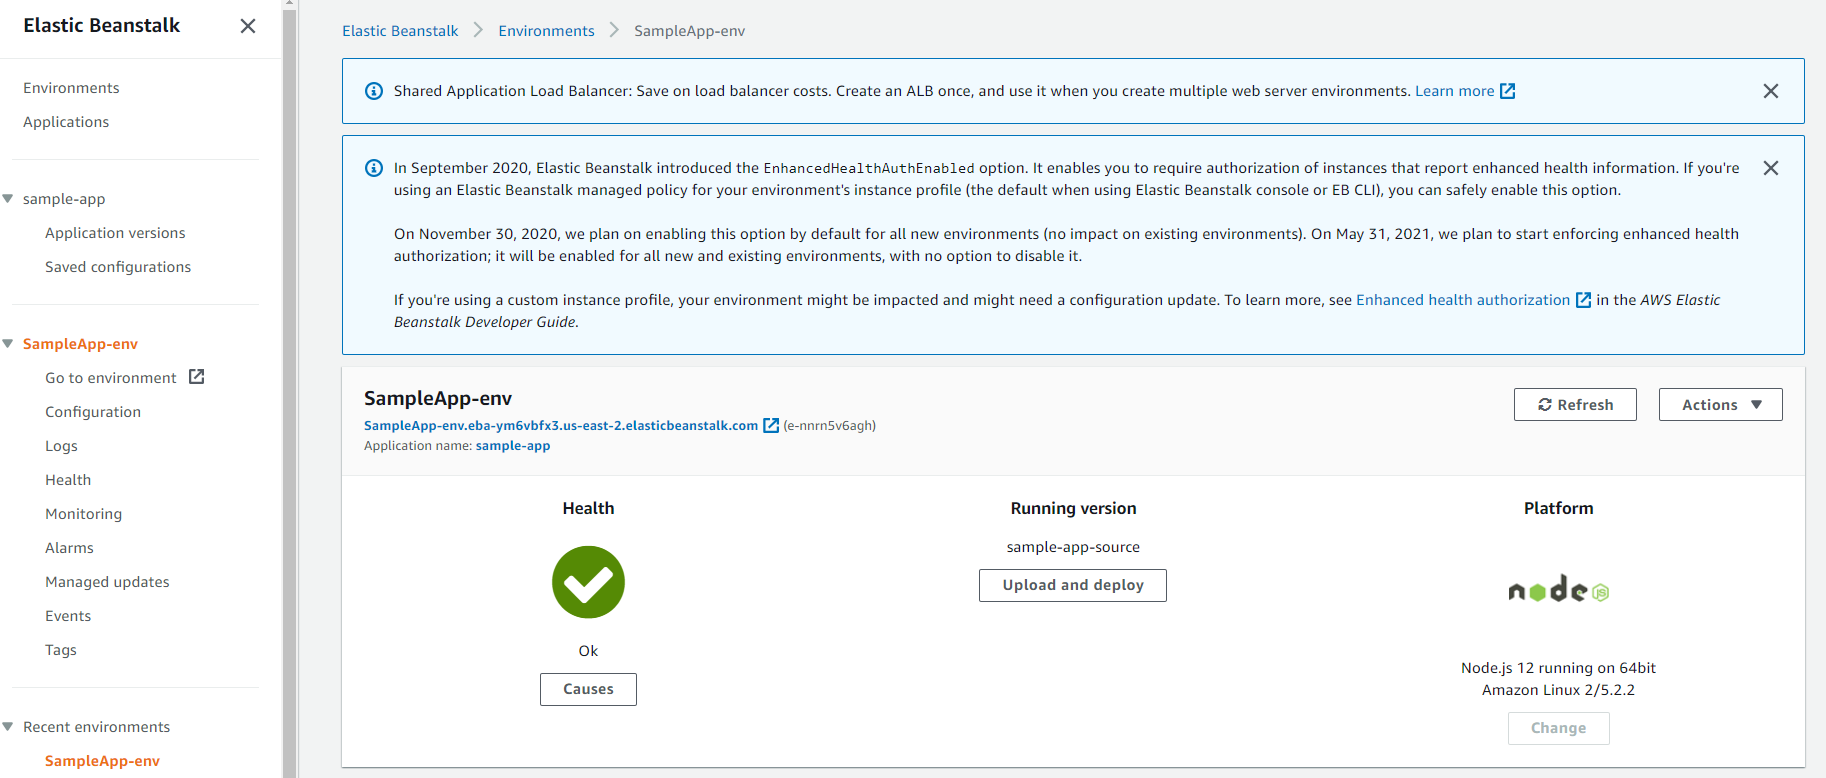 Elastic Beanstalk
Environments
Applications
sample-app
Application versions
Saved configurations
SampleApp-env
Go to environment
Configuration
Logs
Health
Monitoring
Alarms
Managed updates
Events
Tags
Recent environments
SampleApp-env
Elastic Beanstalk > Environments > SampleApp-env
Shared Application Load Balancer: Save on load balancer costs. Create an ALB once, and use it when you create multiple web server environments. Learn more
In September 2020, Elastic Beanstalk introduced the EnhancedHealthAuthEnabled option. It enables you to require authorization of instances that report enhanced health information. If you're
using an Elastic Beanstalk managed policy for your environment's instance profile (the default when using Elastic Beanstalk console or EB CLI), you can safely enable this option.
On November 30, 2020, we plan on enabling this option by default for all new environments (no impact on existing environments). On May 31, 2021, we plan to start enforcing enhanced health
authorization; it will be enabled for all new and existing environments, with no option to disable it.
If you're using a custom instance profile, your environment might be impacted and might need a configuration update. To learn more, see Enhanced health authorization in the AWS Elastic
Beanstalk Developer Guide.
SampleApp-env
SampleApp-env.eba-ym6vbfx3.us-east-2.elasticbeanstalk.com (e-nnrn5v6agh)
Application name: sample-app
Refresh
Actions
Health
Ok
Causes
Running version
sample-app-source
Upload and deploy
Platform
node JS
Node.js 12 running on 64bit
Amazon Linux 2/5.2.2
Change